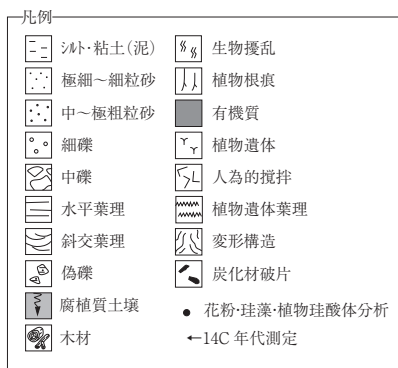 凡例
シルト・粘土(泥)
極細～細粒砂
中～極粗粒砂
細礫
中礫
水平葉理
斜交葉理
偽礫
腐植質土壌
木材
生物擾乱
植物根痕
有機質
植物遺体
人為的撹拌
植物遺体葉理
変形構造
炭化材破片
● 花粉・珪藻・植物珪酸体分析
←14C 年代測定